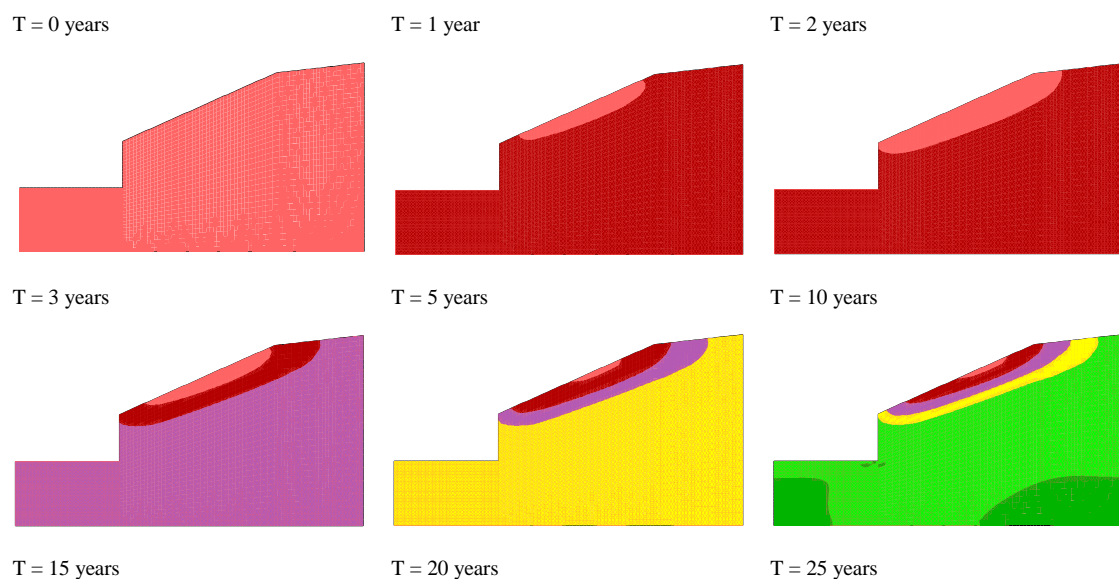 T = 0 years
T = 1 year
T = 2 years
T = 3 years
T = 5 years
T = 10 years
T = 15 years
T = 20 years
T = 25 years